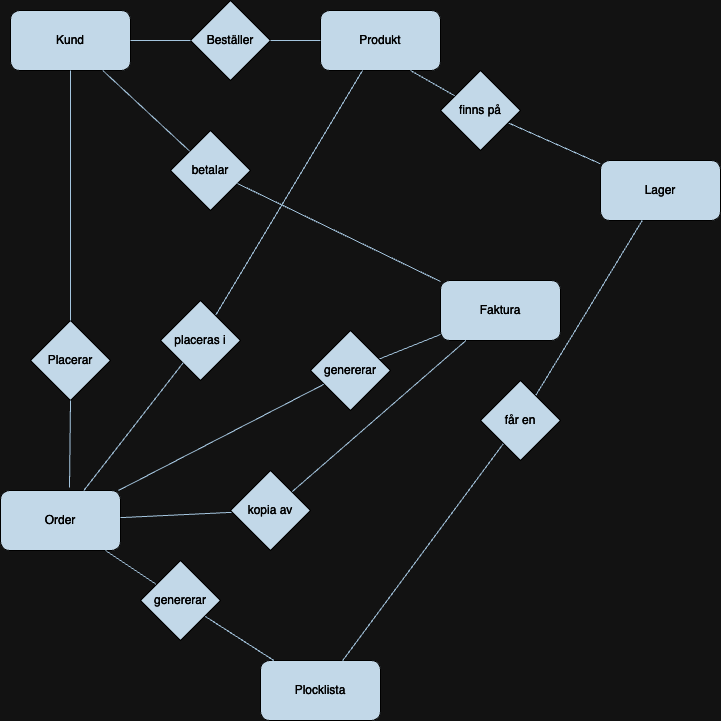 Kund
Beställer
Produkt
finns på
betalar
Lager
Faktura
placeras i
Placerar
genererar
får en
kopia av
Order
genererar
Plocklista